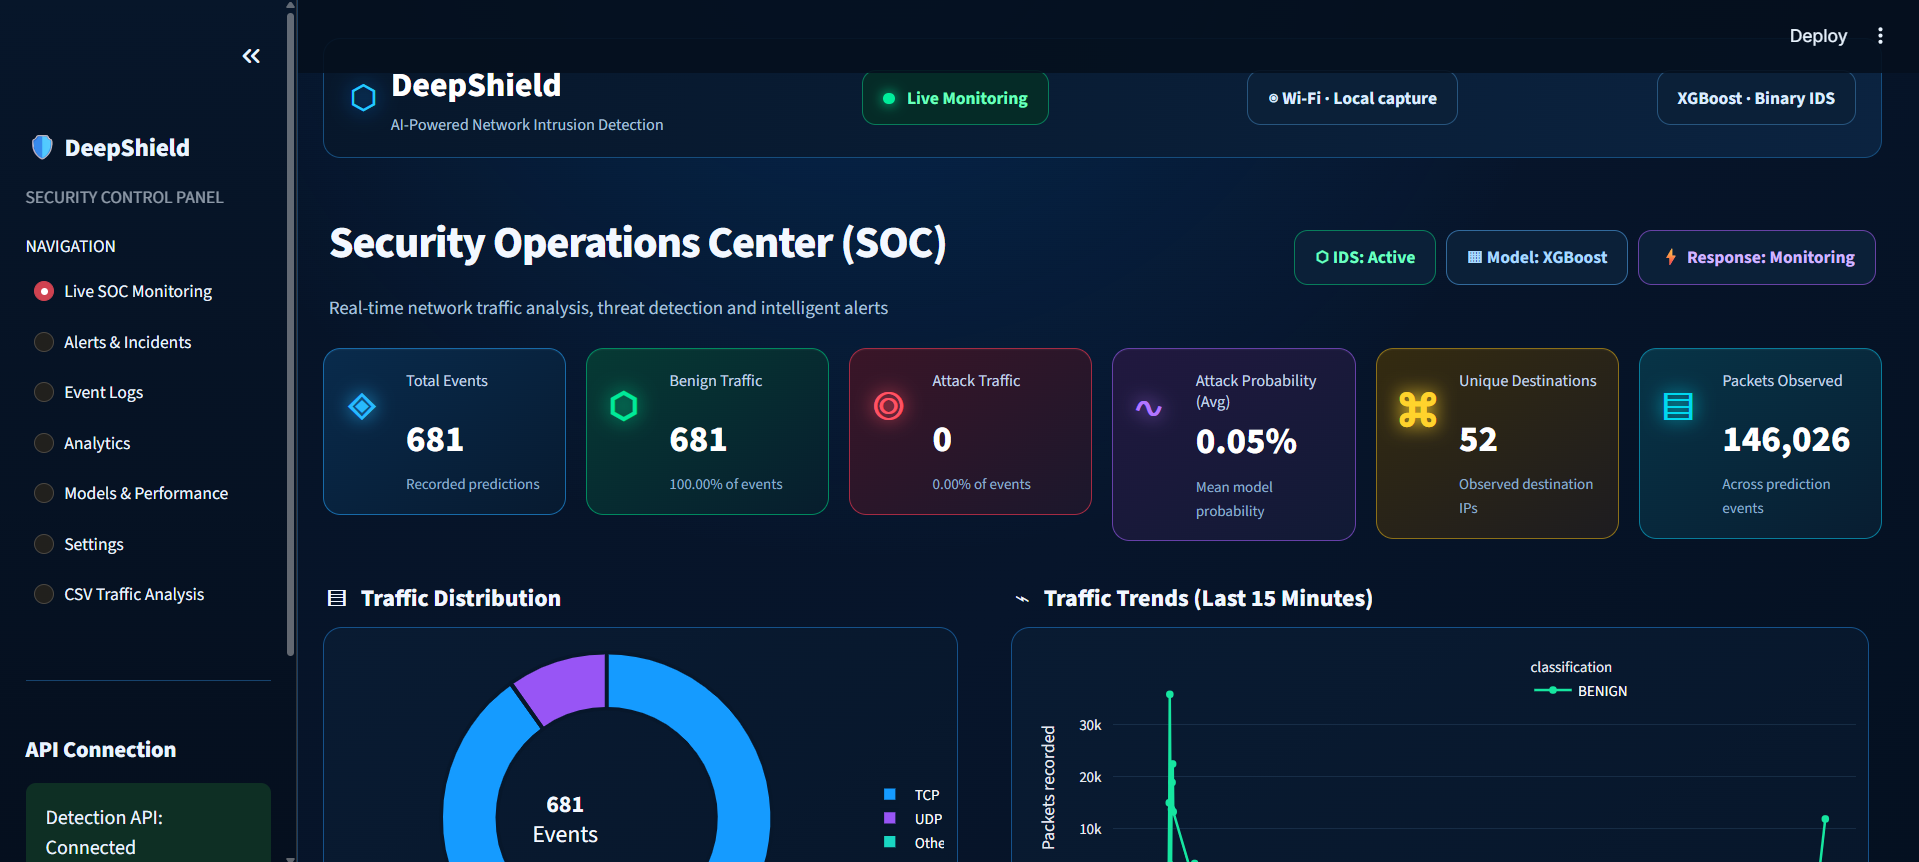 Deploy
DeepShield
SECURITY CONTROL PANEL
NAVIGATION
Live SOC Monitoring
Alerts & Incidents
Event Logs
Analytics
Models & Performance
Settings
CSV Traffic Analysis
API Connection
Detection API:
Connected
DeepShield
AI-Powered Network Intrusion Detection
Live Monitoring
Wi-Fi · Local capture
XGBoost · Binary IDS
Security Operations Center (SOC)
Real-time network traffic analysis, threat detection and intelligent alerts
IDS: Active
Model: XGBoost
Response: Monitoring
Total Events
681
Recorded predictions
Benign Traffic
681
100.00% of events
Attack Traffic
0
0.00% of events
Attack Probability
(Avg)
0.05%
Mean model
probability
Unique Destinations
52
Observed destination
IPs
Packets Observed
146,026
Across prediction
events
Traffic Distribution
681
Events
TCP
UDP
Othe
Traffic Trends (Last 15 Minutes)
classification
BENIGN
Packets recorded
30k
20k
10k